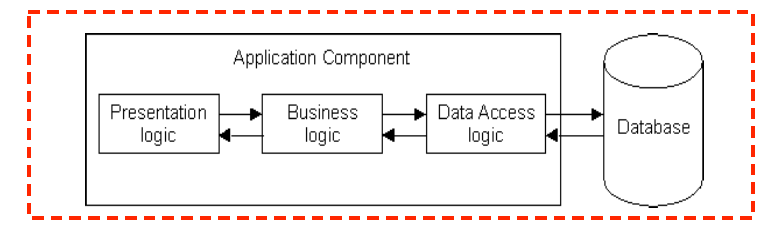 Application Component
Presentation
logic
Business
logic
Data Access
logic
Database